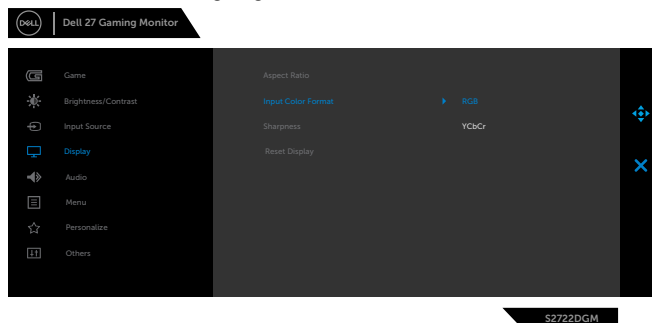 DELL
Dell 27 Gaming Monitor
Game
Aspect Ratio
Brightness/Contrast
Input Color Format
RGB
Input Source
Sharpness
YCbCr
Display
Reset Display
Audio
Menu
Personalize
Others
S2722DGM